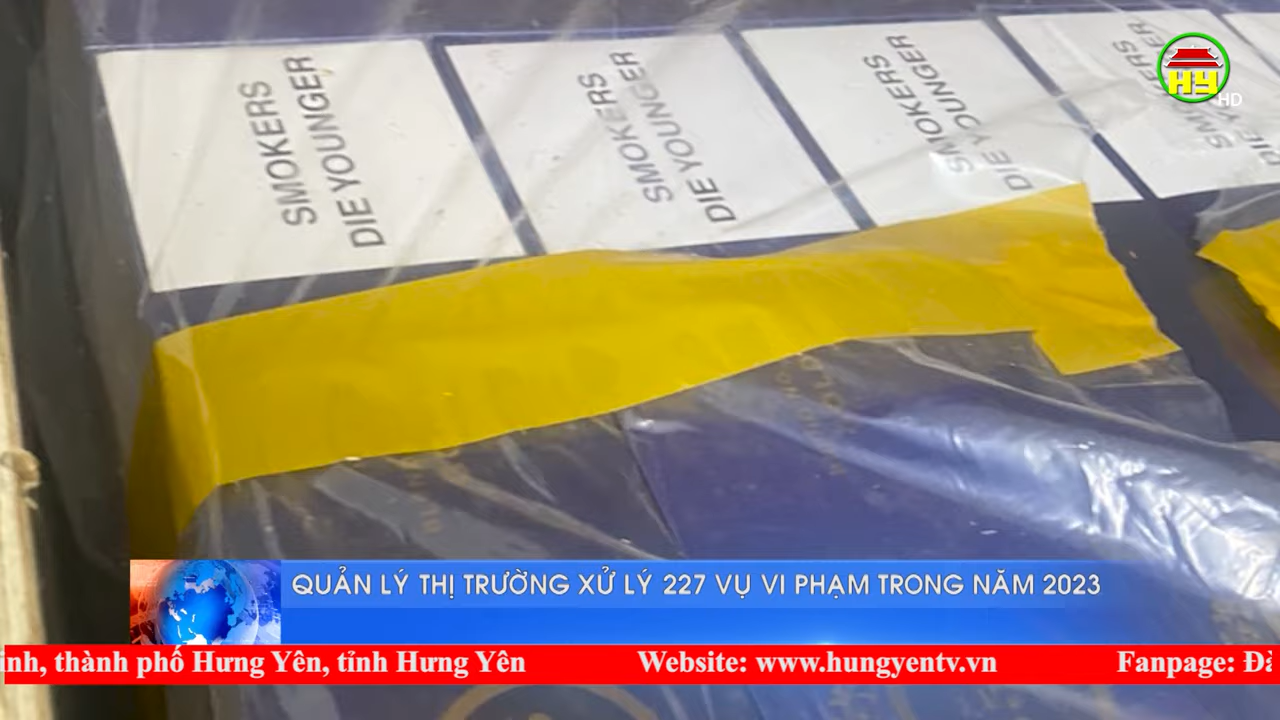 SMOKERS
DIE YOUNGER
SMOKERS
DIE YOUNGER
SMOKERS
DIE YOUNGER
SMOKERS
HY
HD
QUẢN LÝ THỊ TRƯỜNG XỬ LÝ 227 VỤ VI PHẠM TRONG NĂM 2023
inh, thành phố Hưng Yên, tỉnh Hưng Yên Website: www.hungyentv.vn Fanpage: Đà